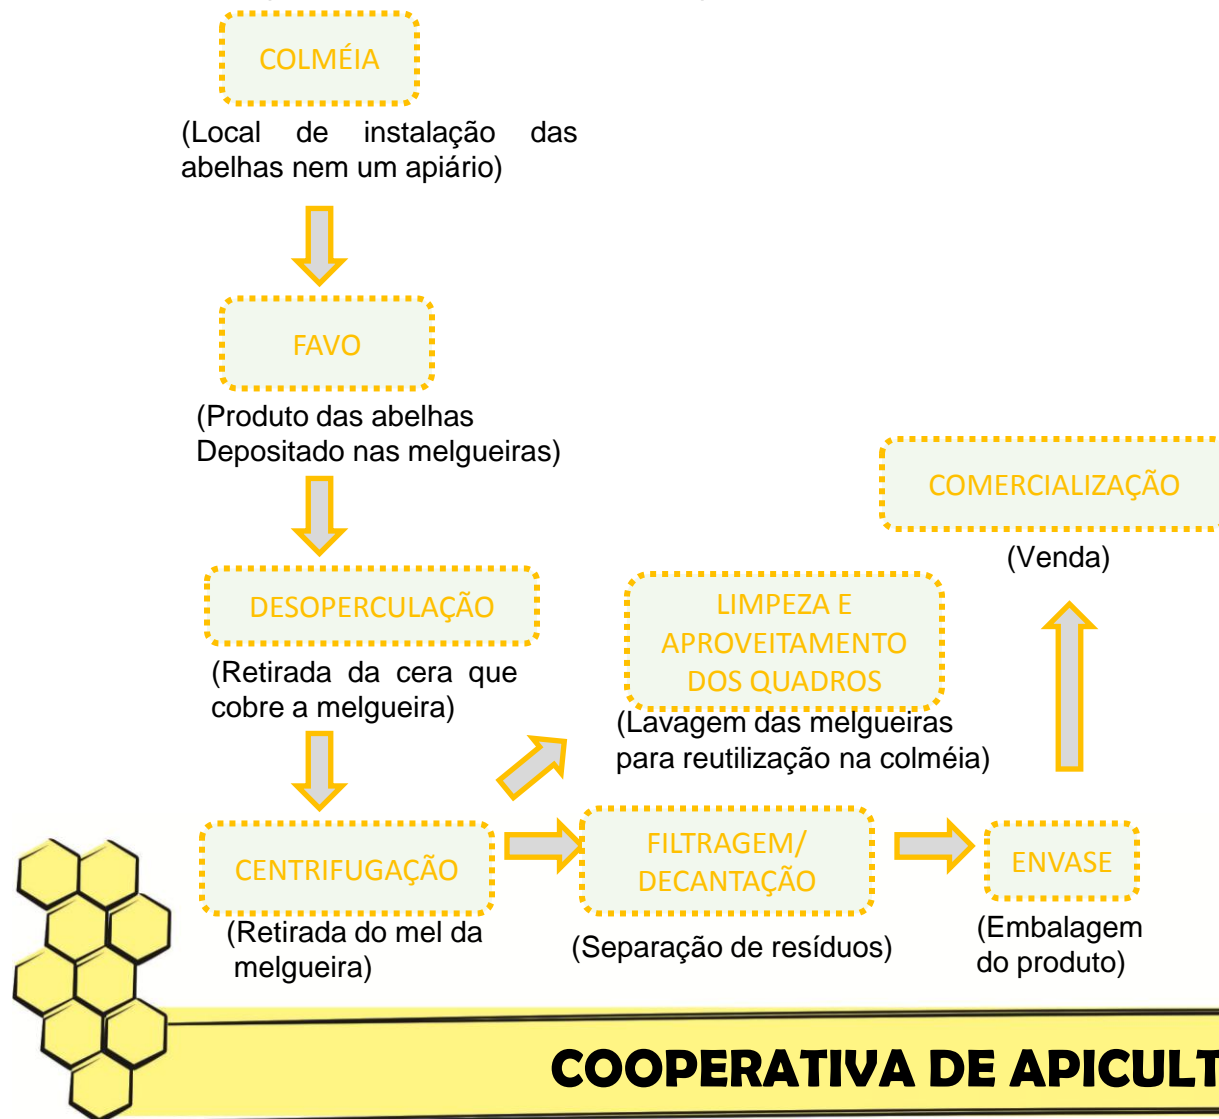 COLMÉIA
(Local de instalação das
abelhas nem um apiário)
FAVO
(Produto das abelhas
Depositado nas melgueiras)
DESOPERCULAÇÃO
(Retirada da cera que
cobre a melgueira)
CENTRIFUGAÇÃO
(Retirada do mel da
melgueira)
LIMPEZA E
APROVEITAMENTO
DOS QUADROS
(Lavagem das melgueiras
para reutilização na colméia)
FILTRAGEM/
DECANTAÇÃO
(Separação de resíduos)
ENVASE
(Embalagem
do produto)
COMERCIALIZAÇÃO
(Venda)
COOPERATIVA DE APICULT